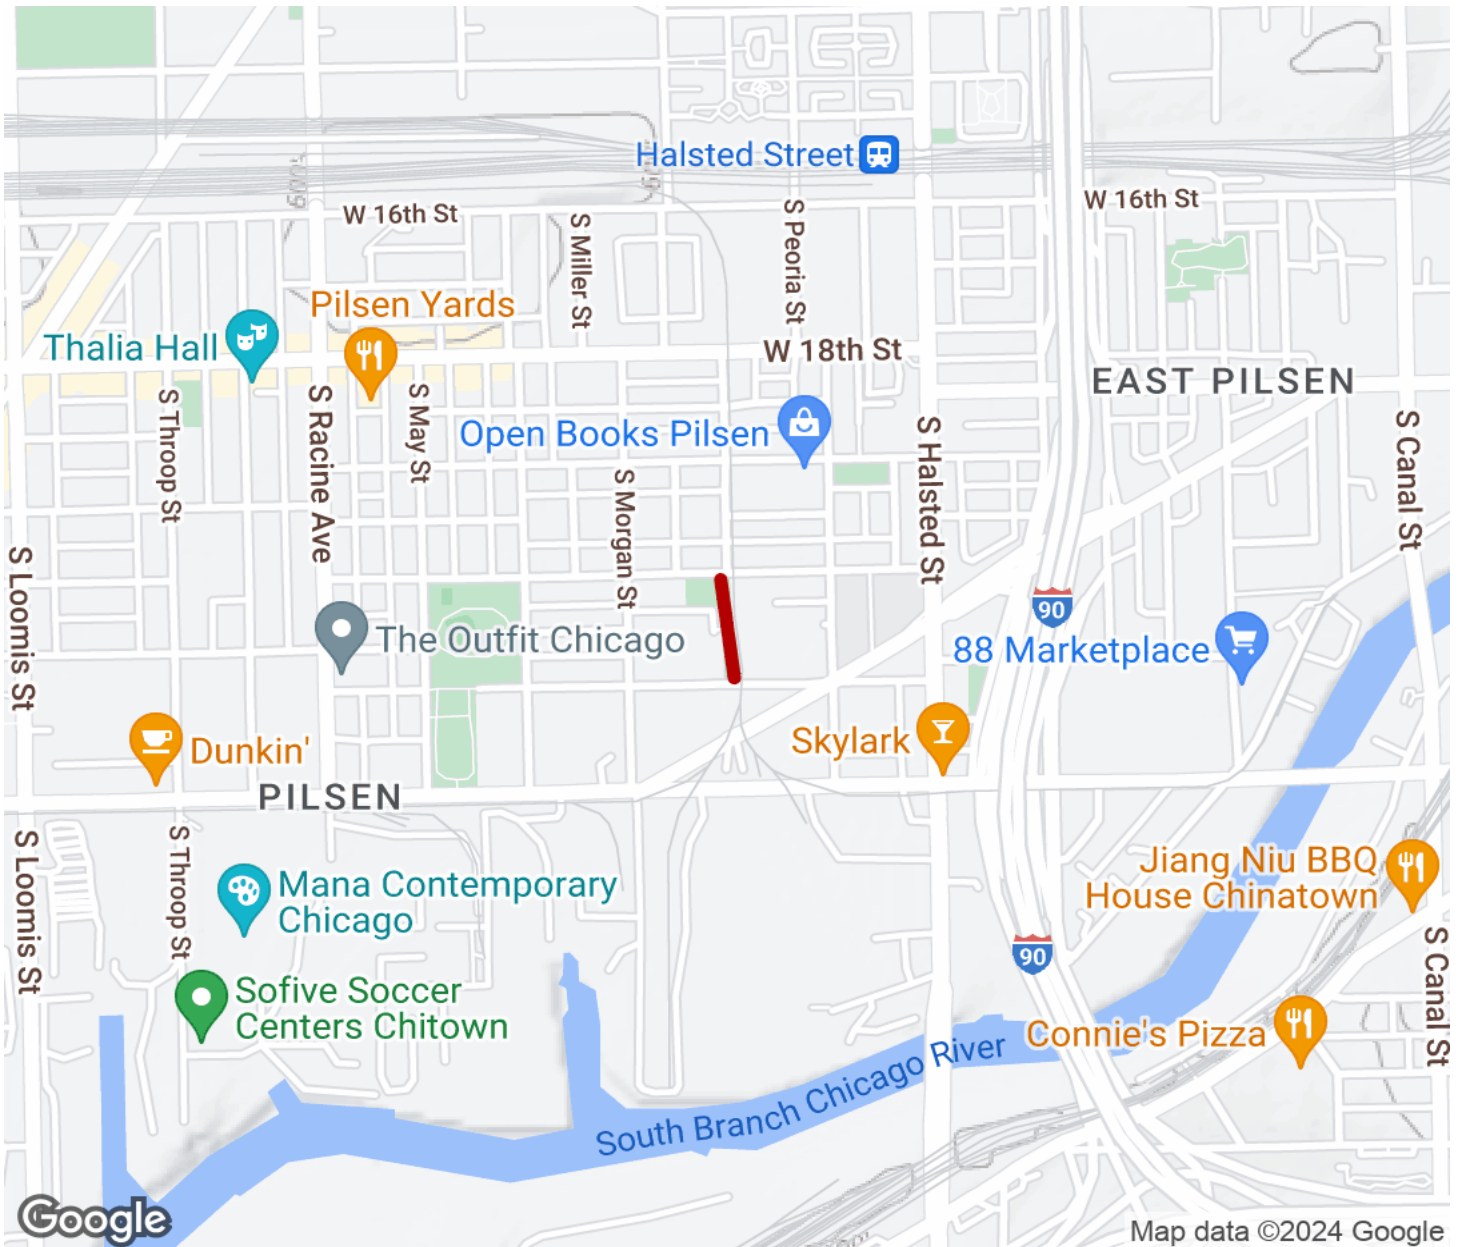 Halsted Street
W 16th St
W 16th St
S Miller St
S Peoria St
Pilsen Yards
Thalia Hall
W 18th St
EAST PILSEN
S Throop St
S Racine Ave
S May St
Open Books Pilsen
S Morgan St
S Halsted St
S Canal St
S Loomis St
90
The Outfit Chicago
88 Marketplace
Dunkin'
Skylark
PILSEN
S Loomis St
S Throop St
Mana Contemporary
Chicago
Jiang Niu BBQ
House Chinatown
90
S Canal St
Sofive Soccer
Centers Chitown
Connie's Pizza
South Branch Chicago River
Google
Map data ©2024 Google